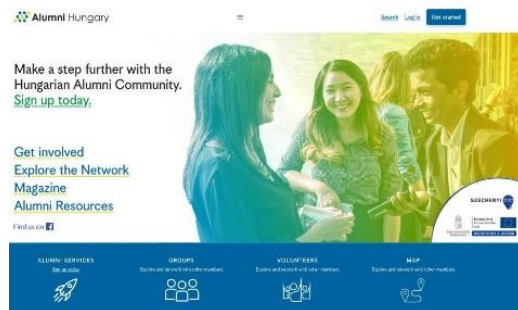 Alumni Hungary
Search Log in Get started
Make a step further with the
Hungarian Alumni Community.
Sign up today.
Get involved
Explore the Network
Magazine
Alumni Resources
Find us on
SZÉCHENYI
ALUMNI SERVICES
Sign up today
GROUPS
Explore and network with other members.
VOLUNTEERS
Explore and network with other members.
MAP
Explore and network with other members.